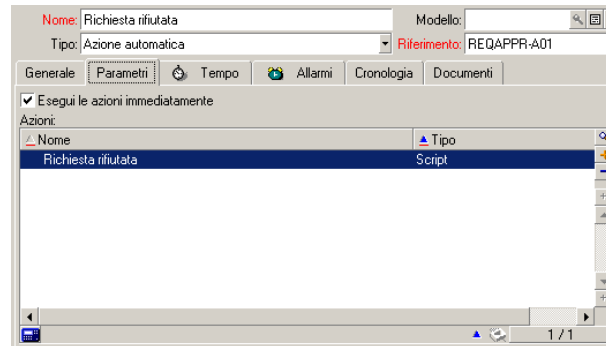 Nome: Richiesta rifiutata Modello:
Tipo: Azione automatica Riferimento: REQAPPR-A01
Generale Parametri Tempo Allarmi Cronologia Documenti
Esegui le azioni immediatamente
Azioni:
Nome Tipo
Richiesta rifiutata Script
1 / 1